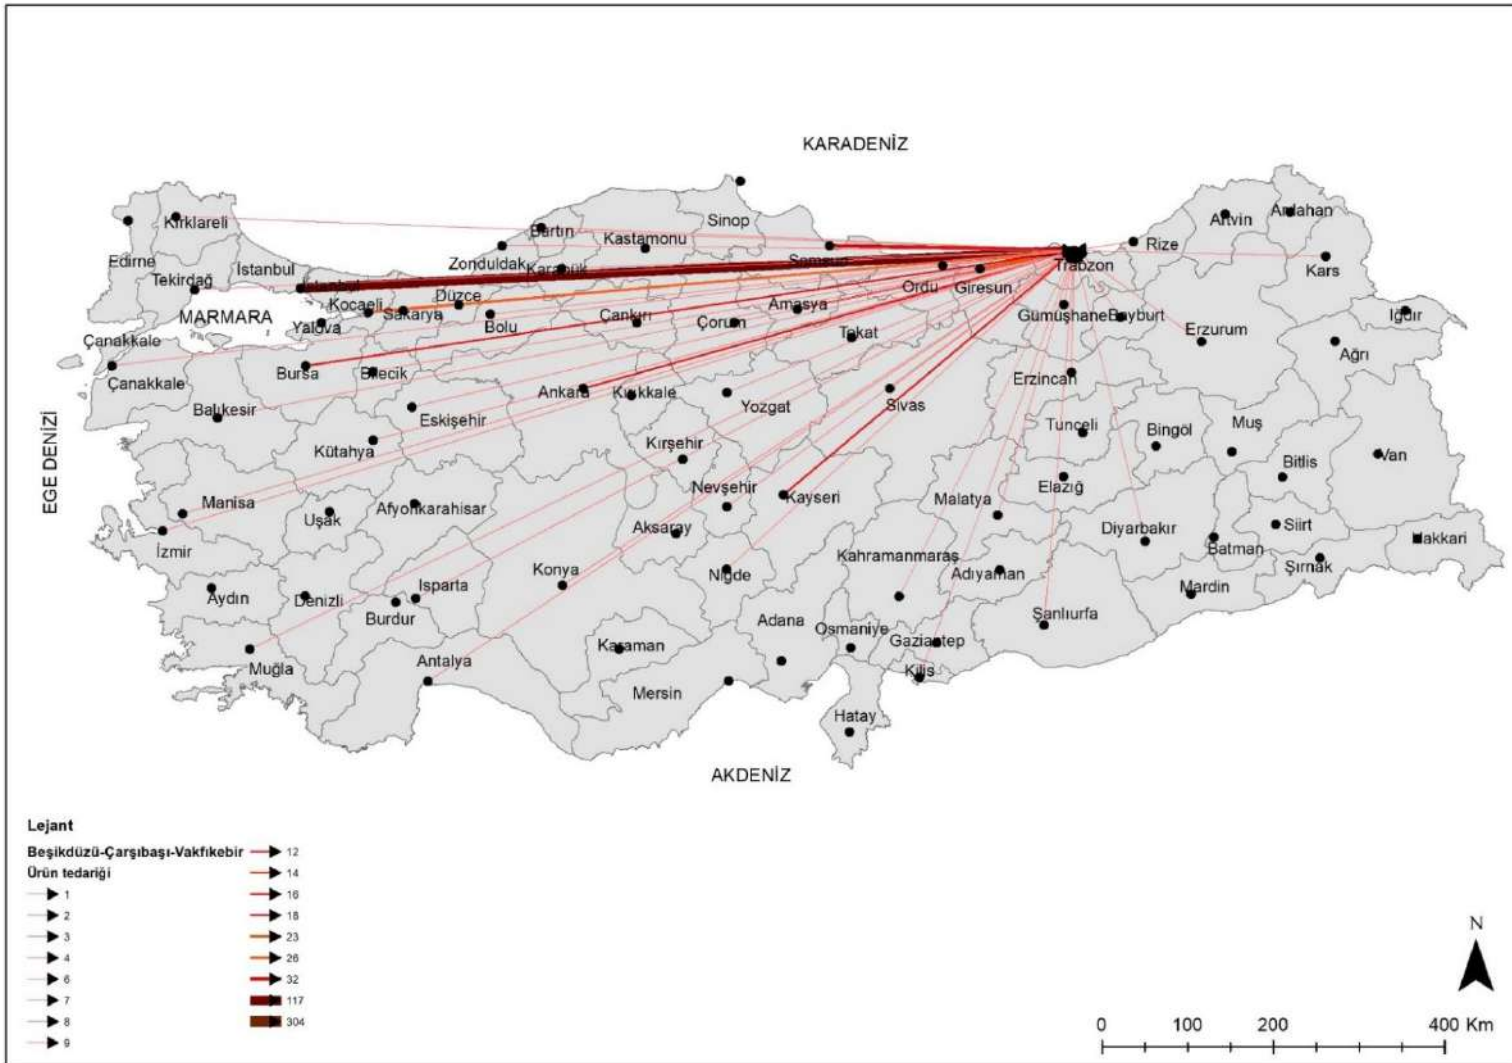 KARADENİZ
Sinop
Artvin
Ardahan
Kırklareli
Bartın
Kastamonu
Rize
Edirne
Zonduldak
Karabük
Samsun
Trabzon
Kars
Tekirdağ
İstanbul
İstanbul
Ordu
Giresun
MARMARA
Kocaeli
Sakarya
Düzce
Yalova
Bolu
Çankırı
Çorum
Amasya
Tokat
Gümüşhane
Bayburt
Erzurum
Iğdır
Çanakkale
Çanakkale
Bursa
Bilecik
Ankara
Kırıkkale
Yozgat
Sivas
Erzincan
Ağrı
Balıkesir
Eskişehir
Kütahya
Kırşehir
Tunceli
Bingöl
Muş
EGE DENİZİ
Bitlis
Van
Manisa
Uşak
Afyonkarahisar
Nevşehir
Kayseri
Malatya
Elazığ
İzmir
Aksaray
Diyarbakır
Siirt
Batman
Hakkari
Konya
Kahramanmaraş
Adıyaman
Şırnak
Niğde
Aydın
Denizli
Isparta
Burdur
Mardin
Adana
Osmaniye
Şanlıurfa
Gaziantep
Karaman
Muğla
Antalya
Mersin
Kilis
Hatay
AKDENİZ
Lejant
Beşikdüzü-Çarşıbaşı-Vakfıkebir
Ürün tedariği
1
2
3
4
6
7
8
9
12
14
16
18
23
26
32
117
304
N
0 100 200 400 Km